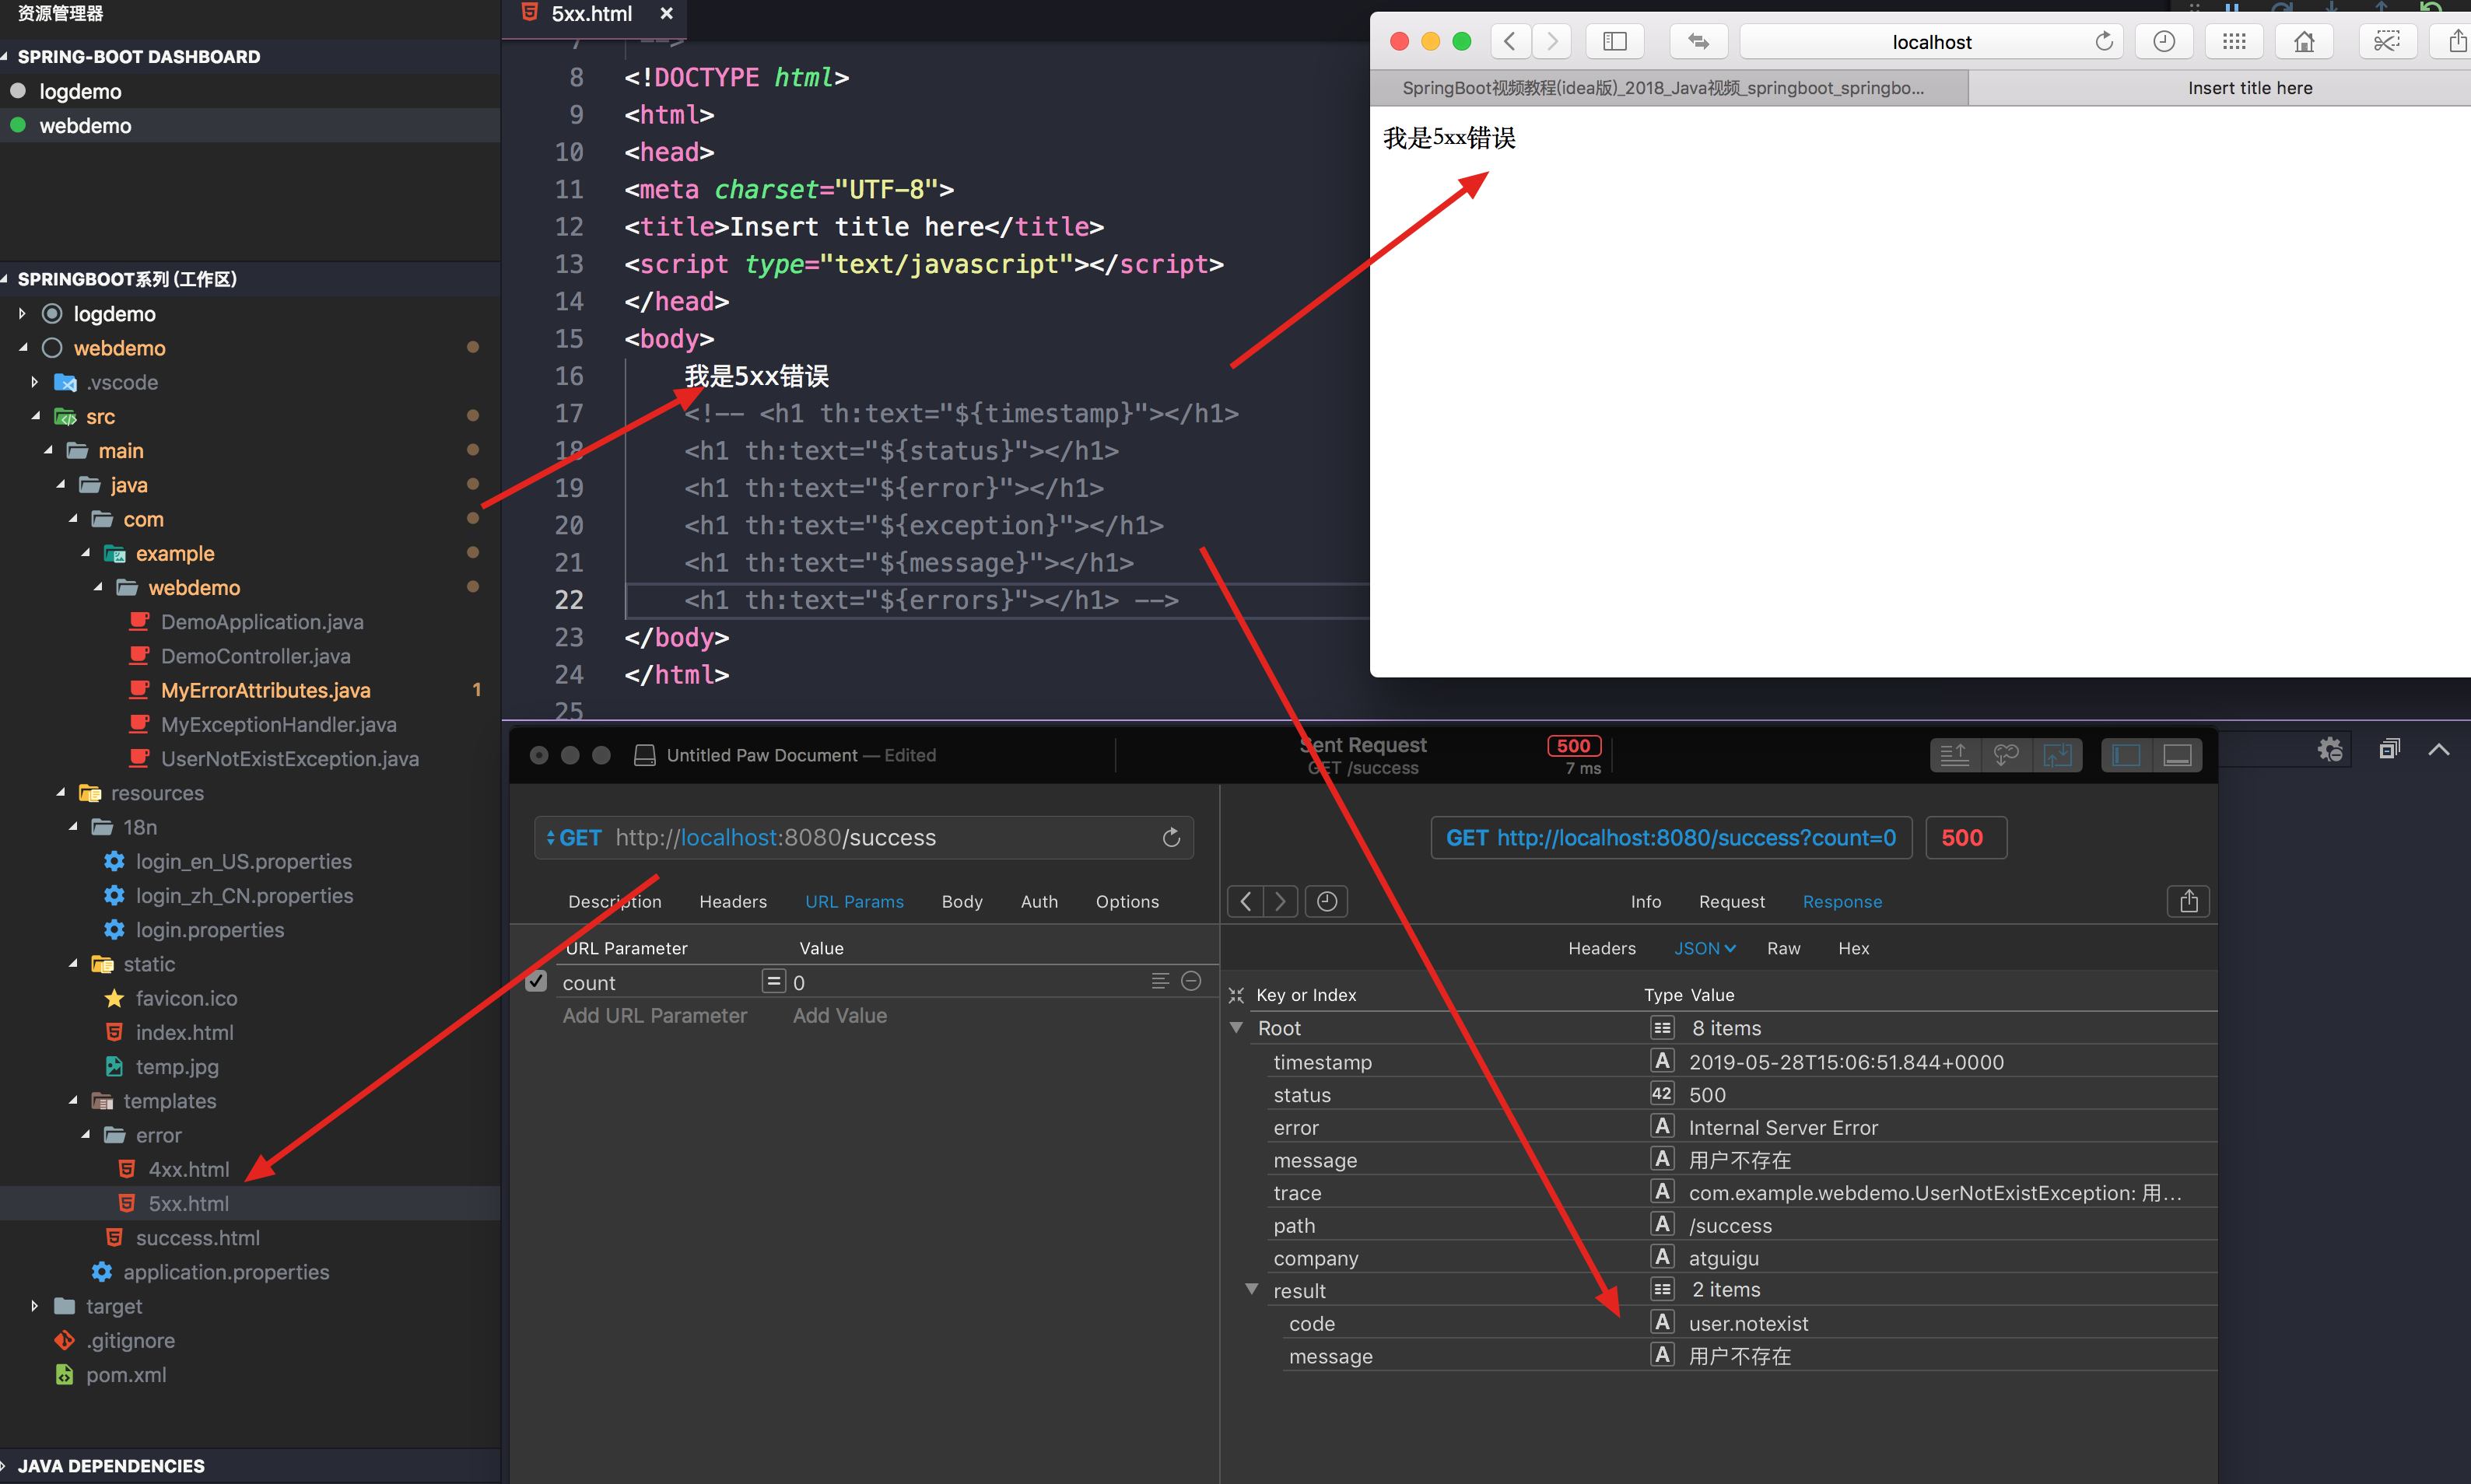 资源管理器
SPRING-BOOT DASHBOARD
logdemo
webdemo
SPRINGBOOT系列 (工作区)
logdemo
webdemo
.vscode
src
main
java
com
example
webdemo
DemoApplication.java
DemoController.java
MyErrorAttributes.java 1
MyExceptionHandler.java
UserNotExistException.java
resources
18n
login_en_US.properties
login_zh_CN.properties
login.properties
static
favicon.ico
index.html
temp.jpg
templates
error
4xx.html
5xx.html
success.html
application.properties
target
.gitignore
pom.xml
JAVA DEPENDENCIES
5xx.html ×
7 -->
8 <!DOCTYPE html>
9 <html>
10 <head>
11 <meta charset="UTF-8">
12 <title>Insert title here</title>
13 <script type="text/javascript"></script>
14 </head>
15 <body>
16 我是5xx错误
17 <!-- <h1 th:text="${timestamp}"></h1>
18 <h1 th:text="${status}"></h1>
19 <h1 th:text="${error}"></h1>
20 <h1 th:text="${exception}"></h1>
21 <h1 th:text="${message}"></h1>
22 <h1 th:text="${errors}"></h1> -->
23 </body>
24 </html>
25
localhost
SpringBoot视频教程(idea版)_2018_Java视频_springboot_springbo...
Insert title here
我是5xx错误
Untitled Paw Document — Edited
Sent Request
GET /success
500
7 ms
GET http://localhost:8080/success
Description Headers URL Params Body Auth Options
URL Parameter Value
count = 0
Add URL Parameter Add Value
GET http://localhost:8080/success?count=0 500
Info Request Response
Headers JSON Raw Hex
Key or Index Type Value
Root 8 items
timestamp A 2019-05-28T15:06:51.844+0000
status 42 500
error A Internal Server Error
message A 用户不存在
trace A com.example.webdemo.UserNotExistException: 用...
path A /success
company A atguigu
result 2 items
code A user.notexist
message A 用户不存在